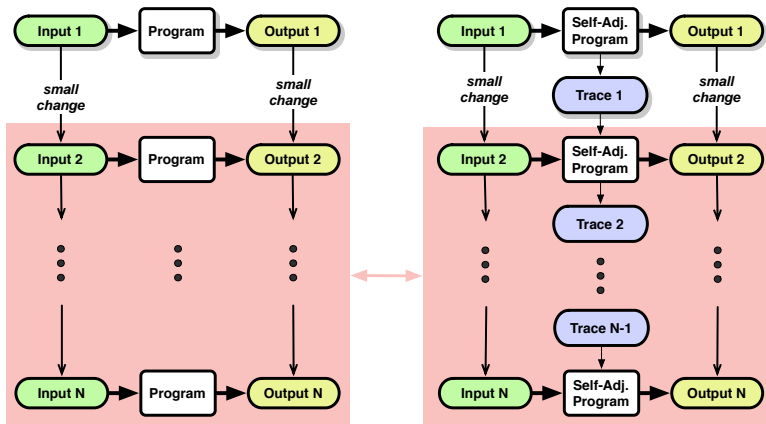 Input 1
Program
Output 1
small
change
small
change
Input 2
Program
Output 2
Input N
Program
Output N
Input 1
Self-Adj.
Program
Output 1
small
change
Trace 1
small
change
Input 2
Self-Adj.
Program
Output 2
Trace 2
Trace N-1
Input N
Self-Adj.
Program
Output N